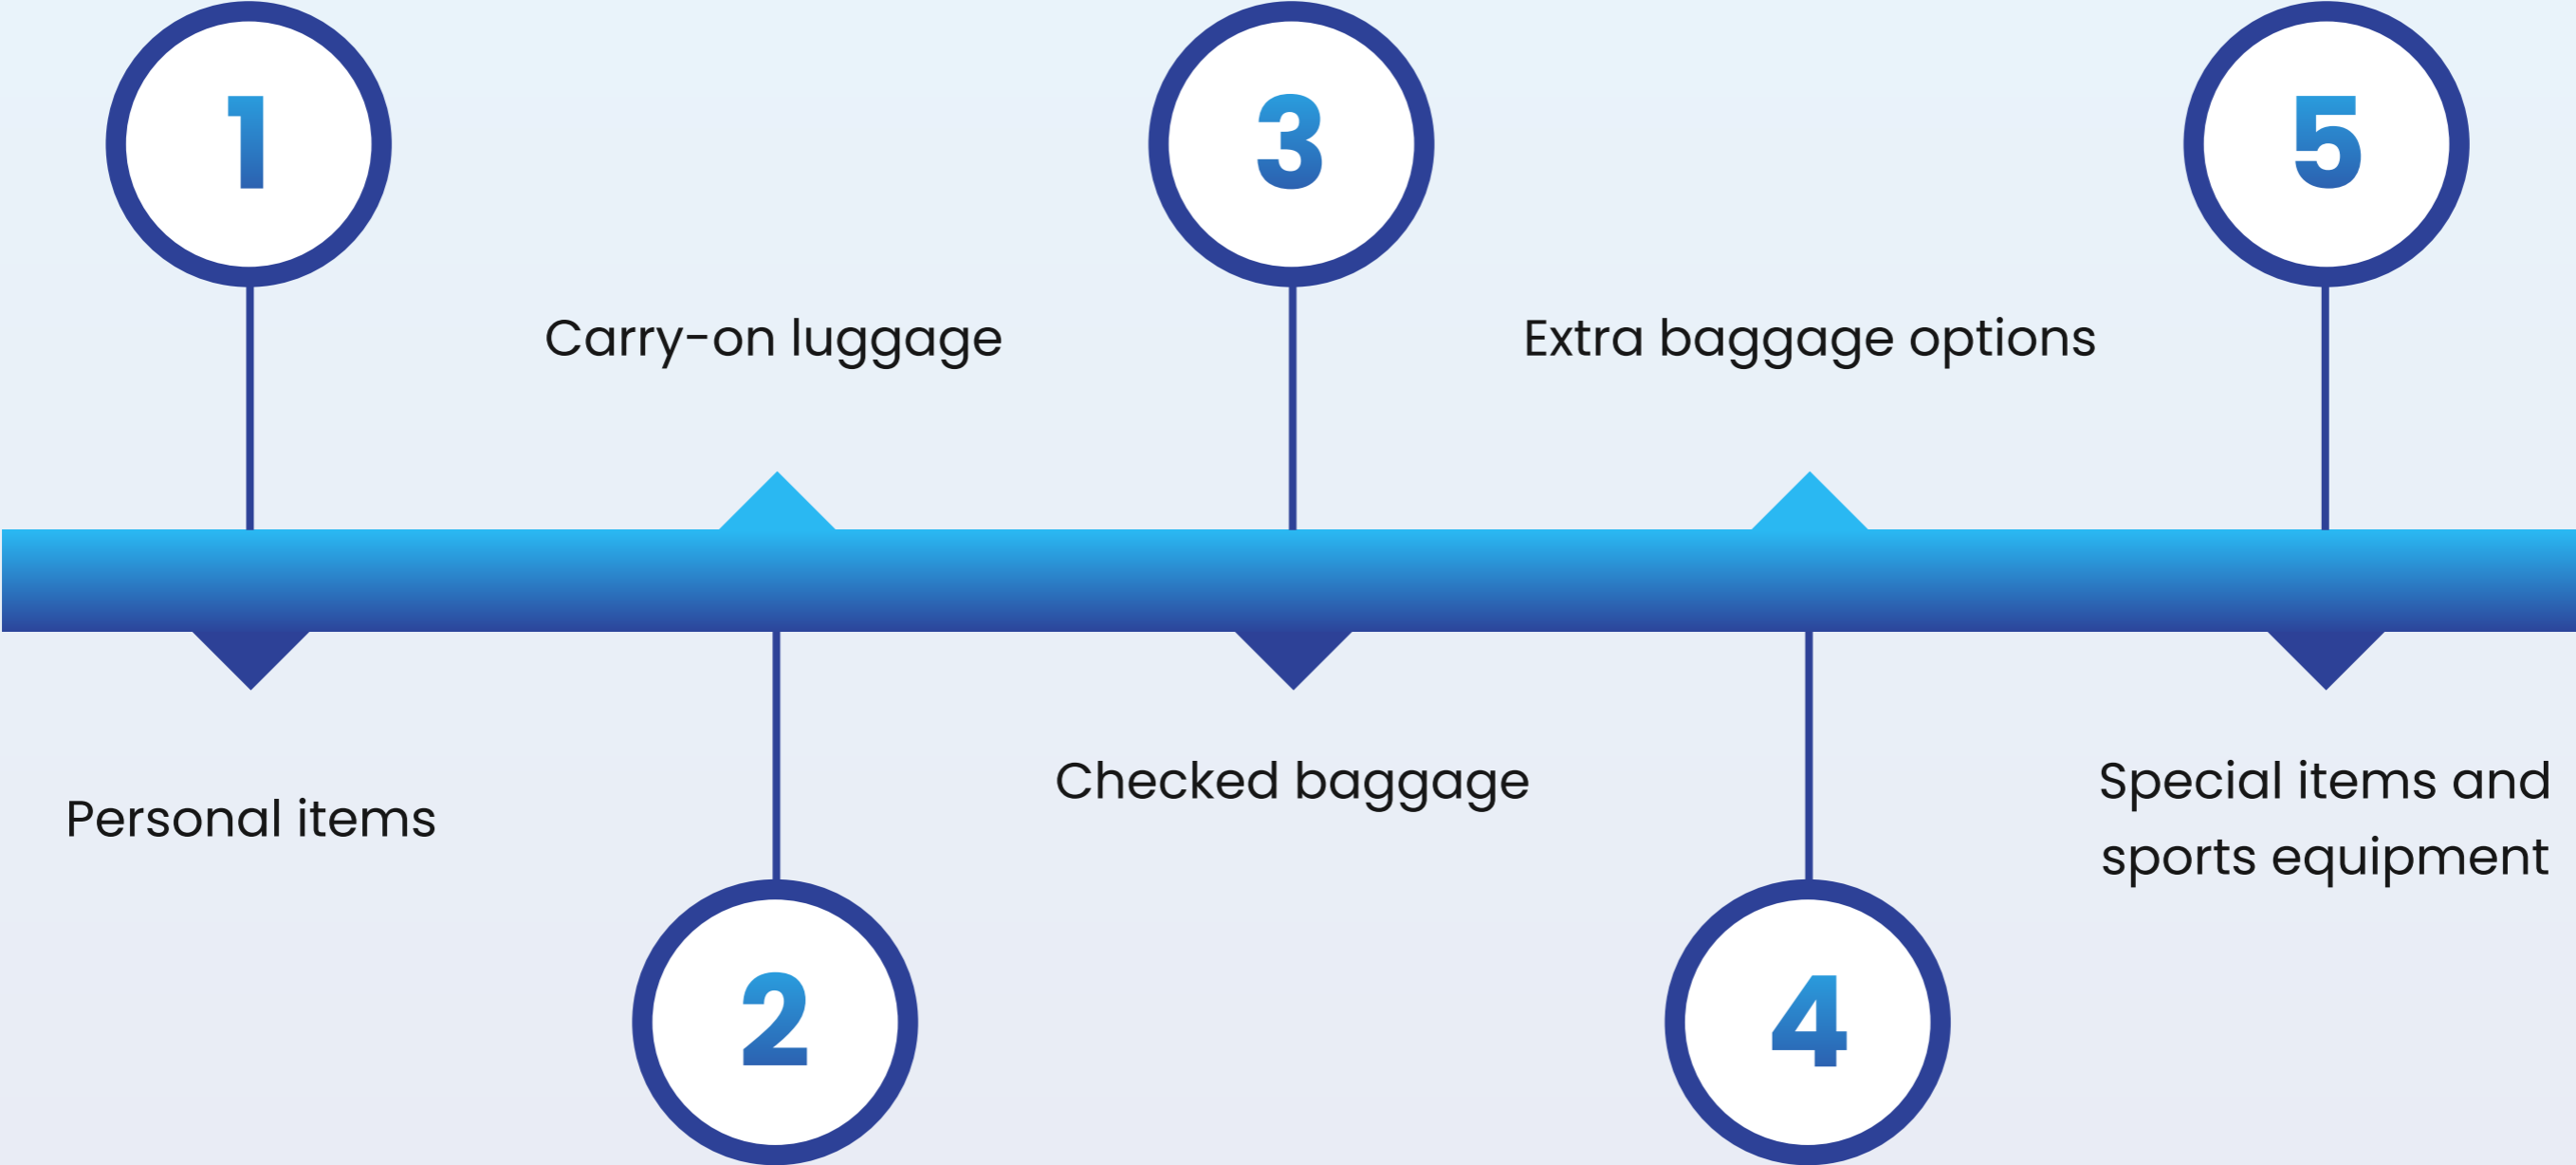 1
Personal items
Carry-on luggage
2
3
Checked baggage
Extra baggage options
4
5
Special items and
sports equipment